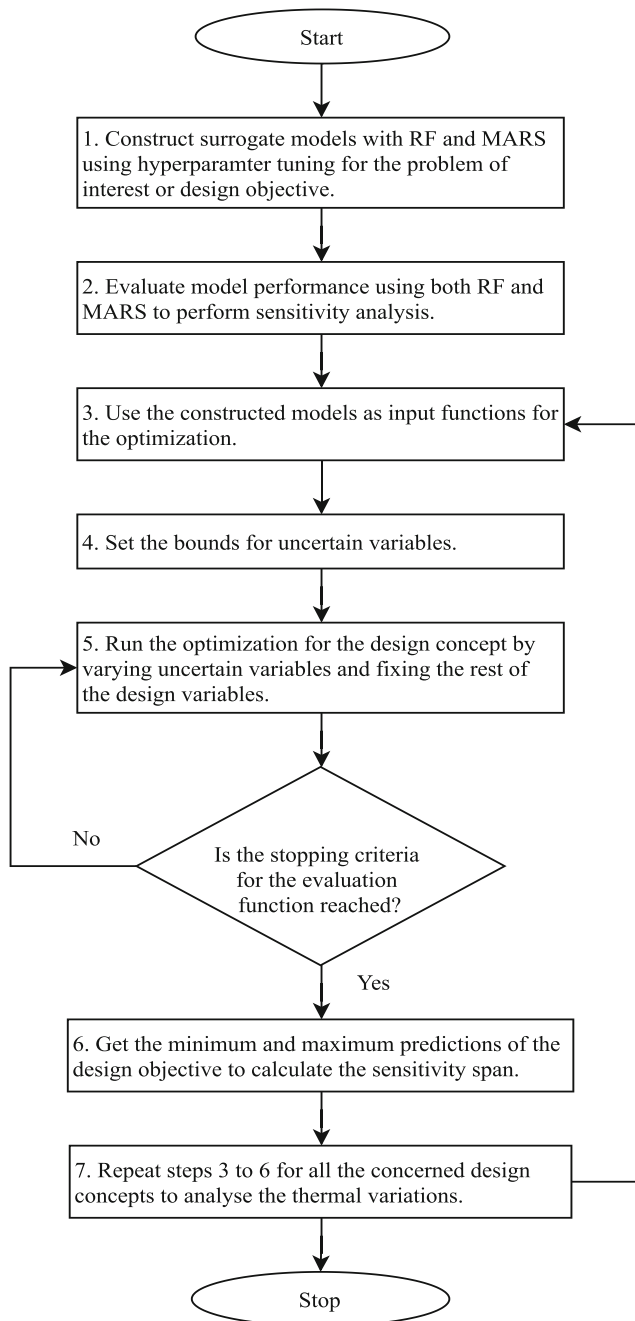 Start
1. Construct surrogate models with RF and MARS
using hyperparamter tuning for the problem of
interest or design objective.
2. Evaluate model performance using both RF and
MARS to perform sensitivity analysis.
3. Use the constructed models as input functions for
the optimization.
4. Set the bounds for uncertain variables.
5. Run the optimization for the design concept by
varying uncertain variables and fixing the rest of
the design variables.
No
Is the stopping criteria
for the evaluation
function reached?
Yes
6. Get the minimum and maximum predictions of the
design objective to calculate the sensitivity span.
7. Repeat steps 3 to 6 for all the concerned design
concepts to analyse the thermal variations.
Stop